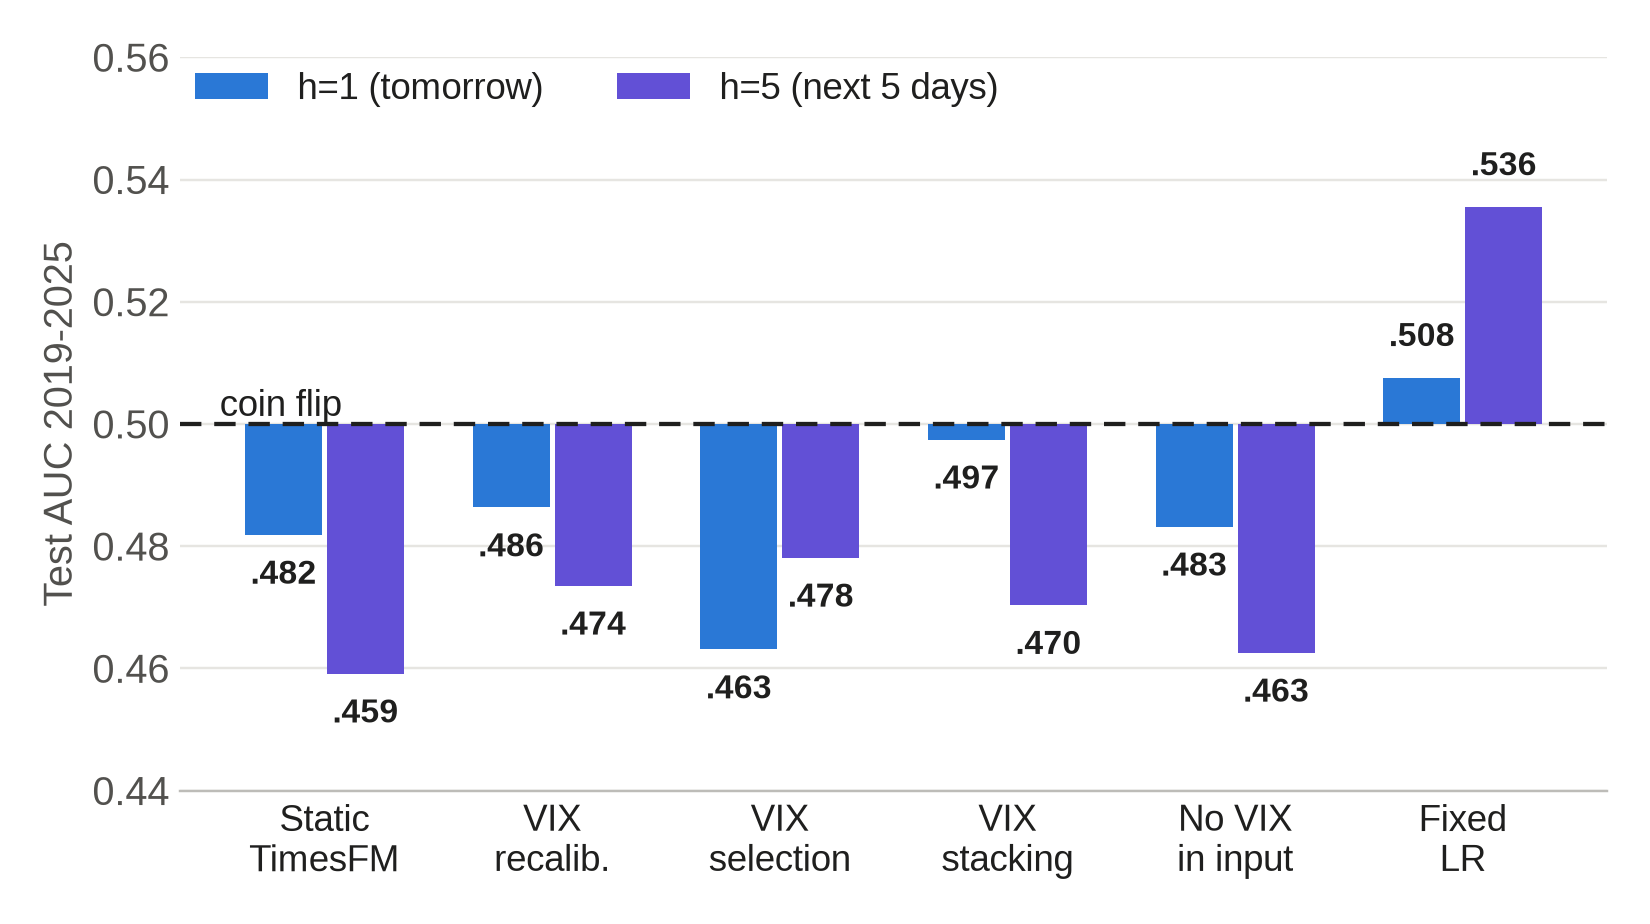 0.56
h=1 (tomorrow)
h=5 (next 5 days)
0.54
0.52
0.50
0.48
0.46
0.44
Test AUC 2019-2025
coin flip
.482
.459
.486
.474
.463
.478
.497
.470
.483
.463
.508
.536
Static
TimesFM
VIX
recalib.
VIX
selection
VIX
stacking
No VIX
in input
Fixed
LR